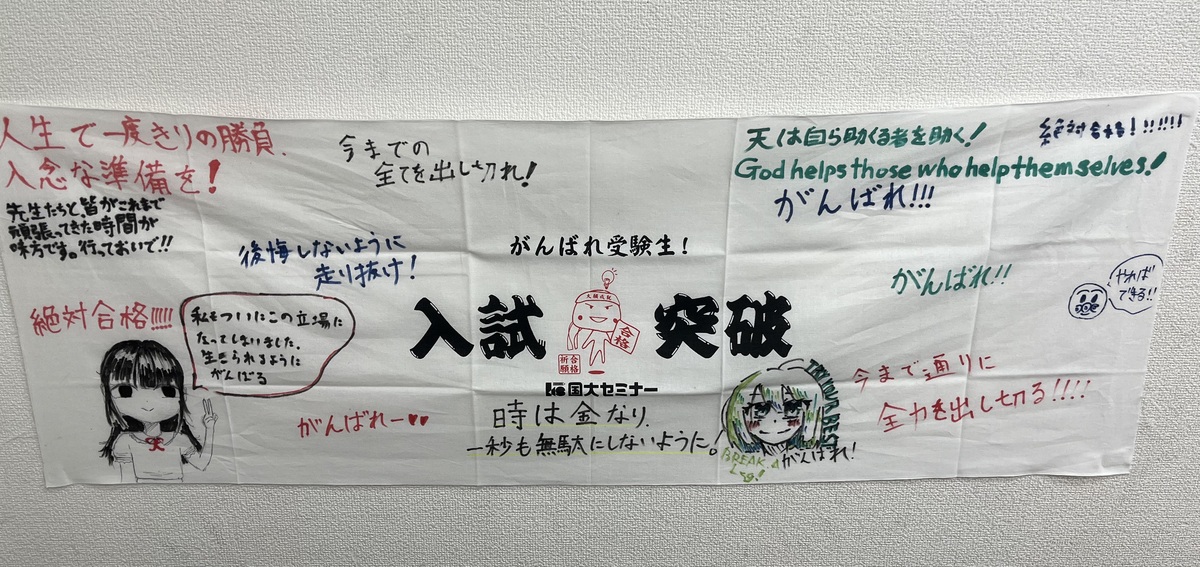 人生で一度きりの勝負、
入念な準備を！
先生たちと、皆がこれまで
頑張ってきた時間が
味方です。行っておいで!!
今までの
全てを出し切れ！
後悔しないように
走り抜け！
絶対合格!!!!!
私もついにこの立場に
なってしまいました。
生きられるように
がんばる
がんばれー♥♥
がんばれ受験生！
入試突破
合格
合格
祈願
国大セミナー
時は金なり、
一秒も無駄にしないように！
天は自ら助くる者を助く！
God helps those who help themselves!
がんばれ!!!
絶対合格！!!!!!
がんばれ!!
やれば
できる!!
今まで通りに
全力を出し切る!!!!
BREAK A
Leg!
がんばれ！